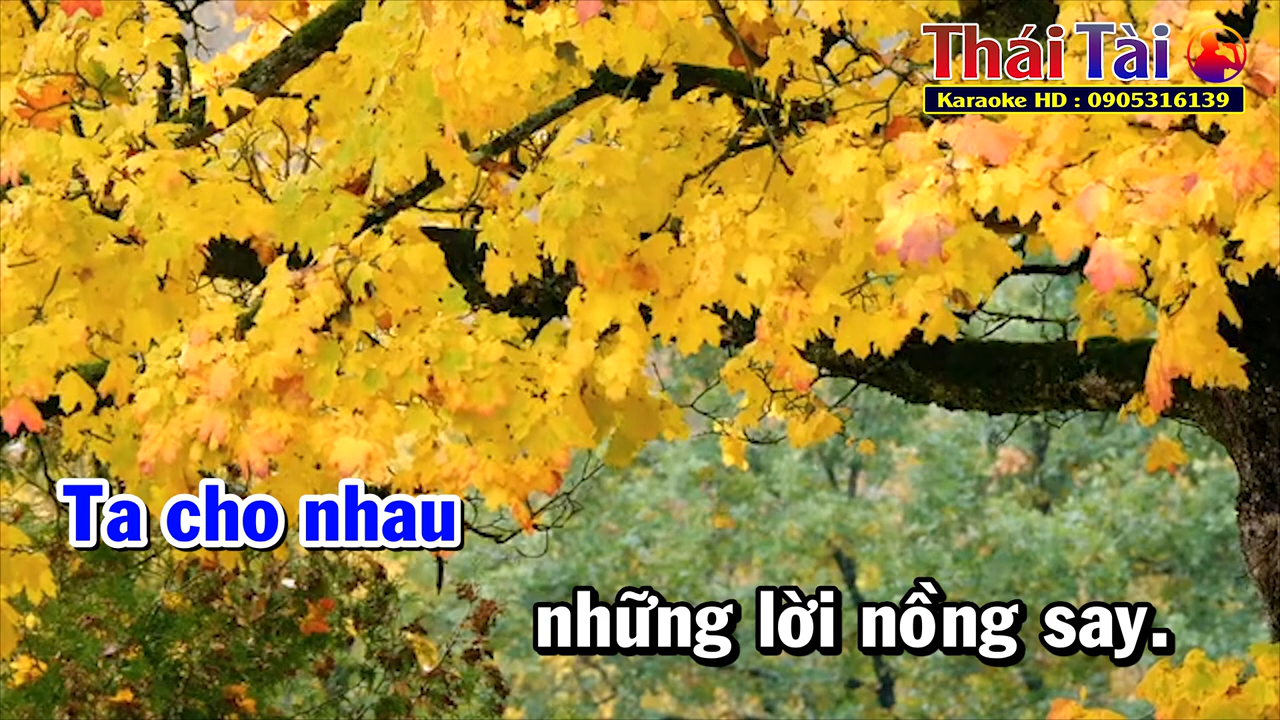 Thái Tài
Karaoke HD : 0905316139
Ta cho nhau
những lời nồng say.